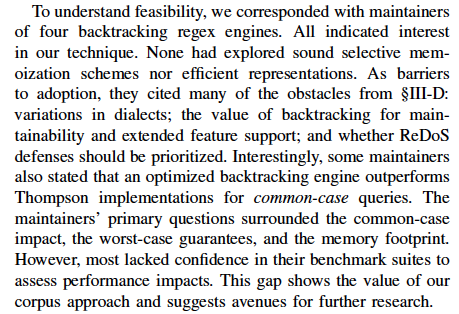 To understand feasibility, we corresponded with maintainers
of four backtracking regex engines. All indicated interest
in our technique. None had explored sound selective mem-
oization schemes nor efficient representations. As barriers
to adoption, they cited many of the obstacles from §III-D:
variations in dialects; the value of backtracking for main-
tainability and extended feature support; and whether ReDoS
defenses should be prioritized. Interestingly, some maintainers
also stated that an optimized backtracking engine outperforms
Thompson implementations for common-case queries. The
maintainers’ primary questions surrounded the common-case
impact, the worst-case guarantees, and the memory footprint.
However, most lacked confidence in their benchmark suites to
assess performance impacts. This gap shows the value of our
corpus approach and suggests avenues for further research.